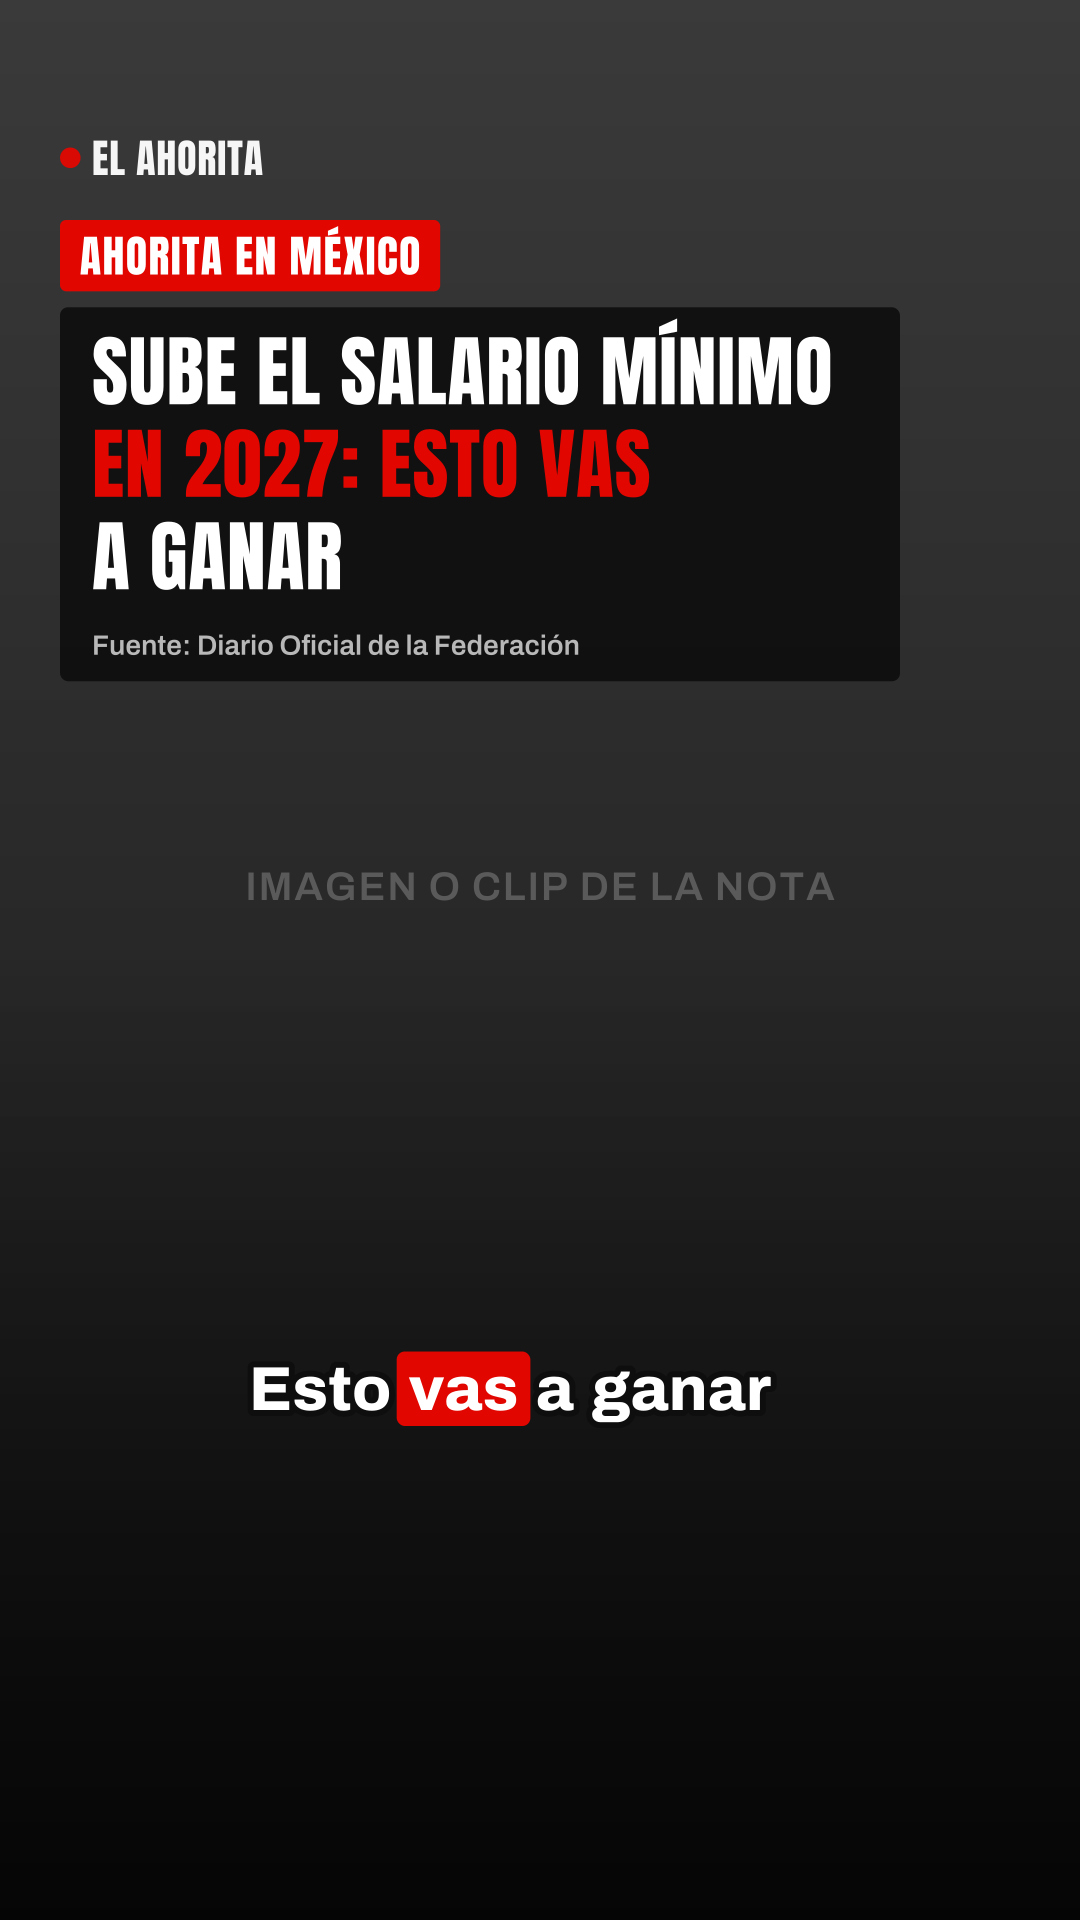 EL AHORITA
AHORITA EN MÉXICO
SUBE EL SALARIO MÍNIMO
EN 2027: ESTO VAS
A GANAR
Fuente: Diario Oficial de la Federación
IMAGEN O CLIP DE LA NOTA
Esto vas a ganar